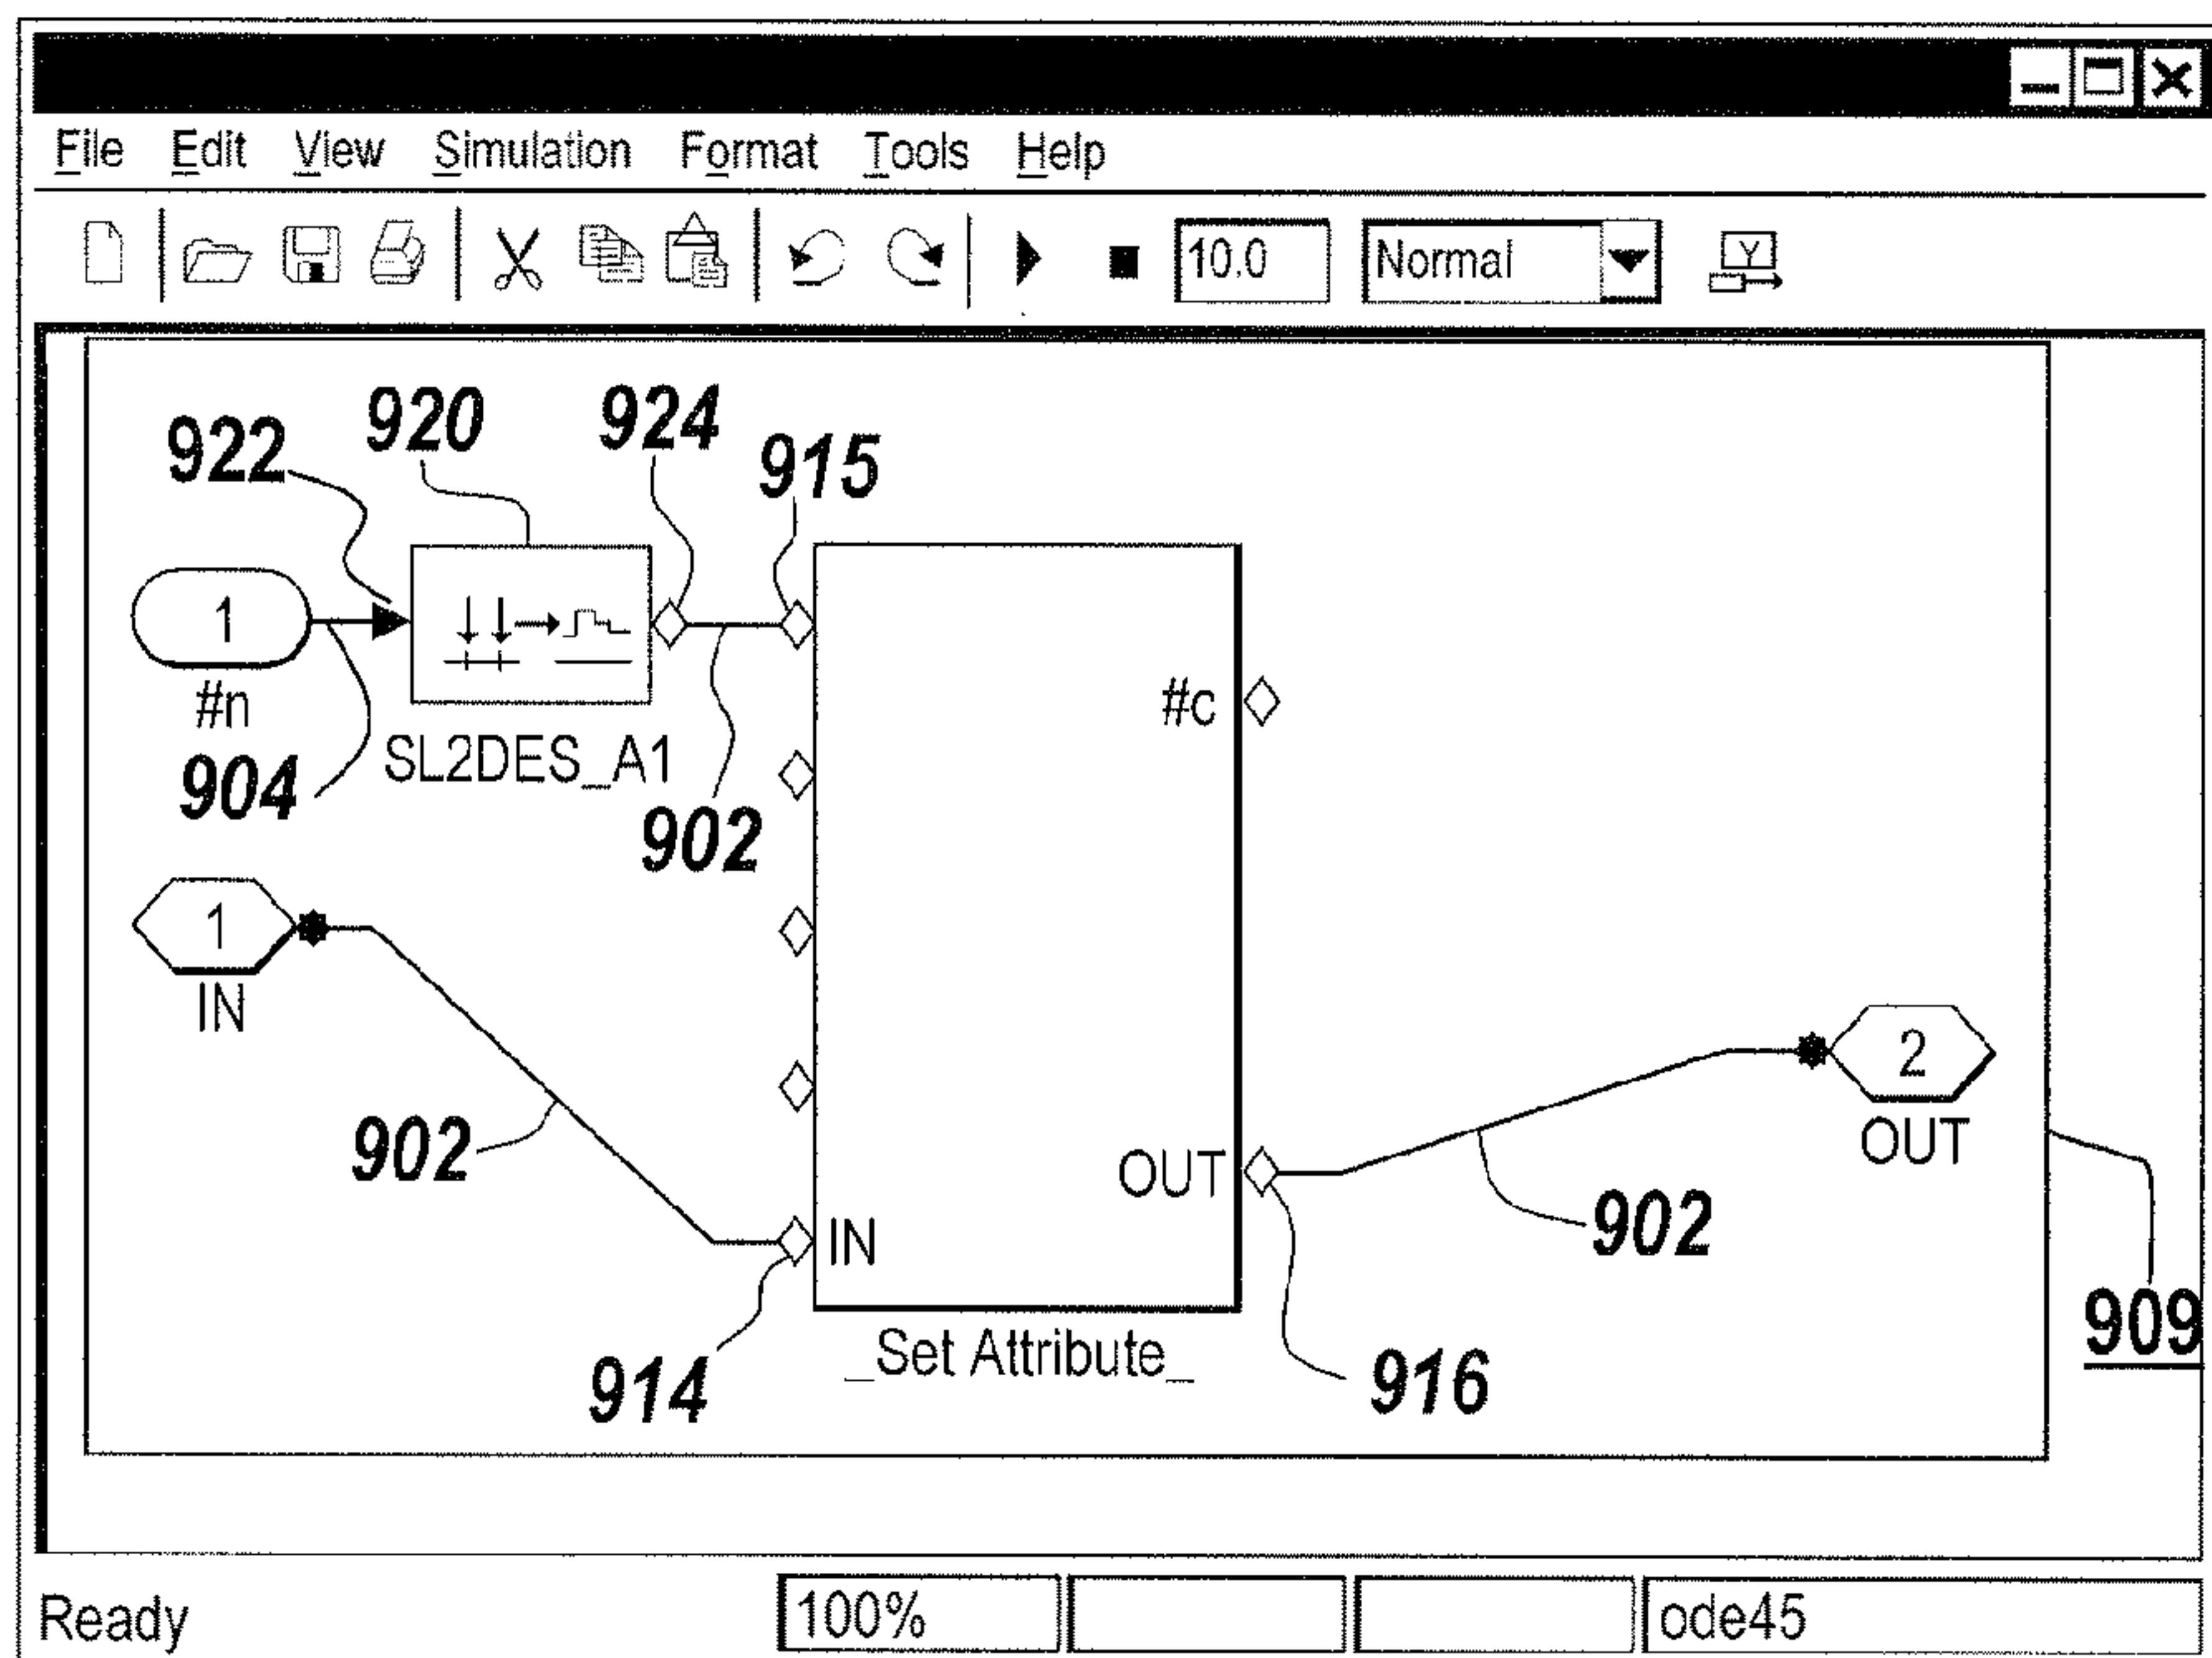 File Edit View Simulation Format Tools Help
10.0 Normal Y
922 920 924 915
1
#n
#c
SL2DES_A1
904
902
1
IN
2
OUT
902
OUT
902
IN
909
_Set Attribute_
914
916
Ready 100% ode45